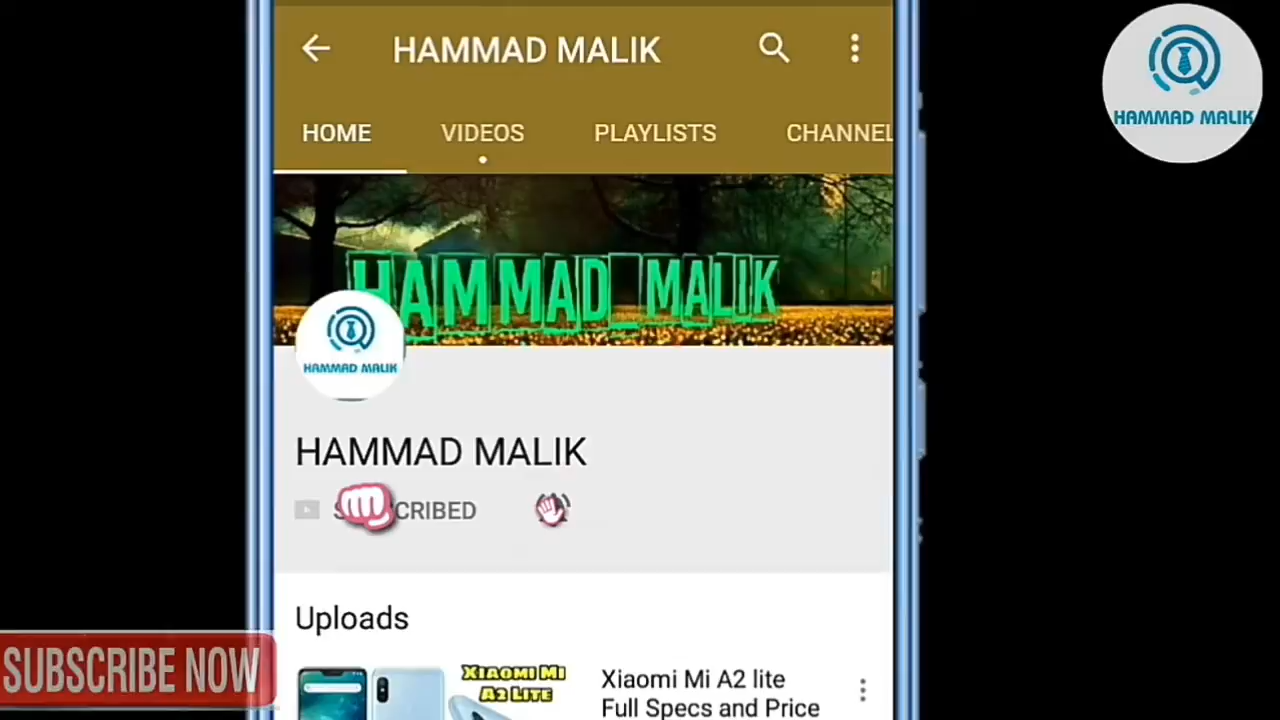 HAMMAD MALIK
HAMMAD MALIK
HOME VIDEOS PLAYLISTS CHANNEL
HAMMAD MALIK
HAMMAD MALIK
HAMMAD MALIK
CRIBED
Uploads
SUBSCRIBE NOW
XIAOMI MI
A2 LITE
Xiaomi Mi A2 lite
Full Specs and Price